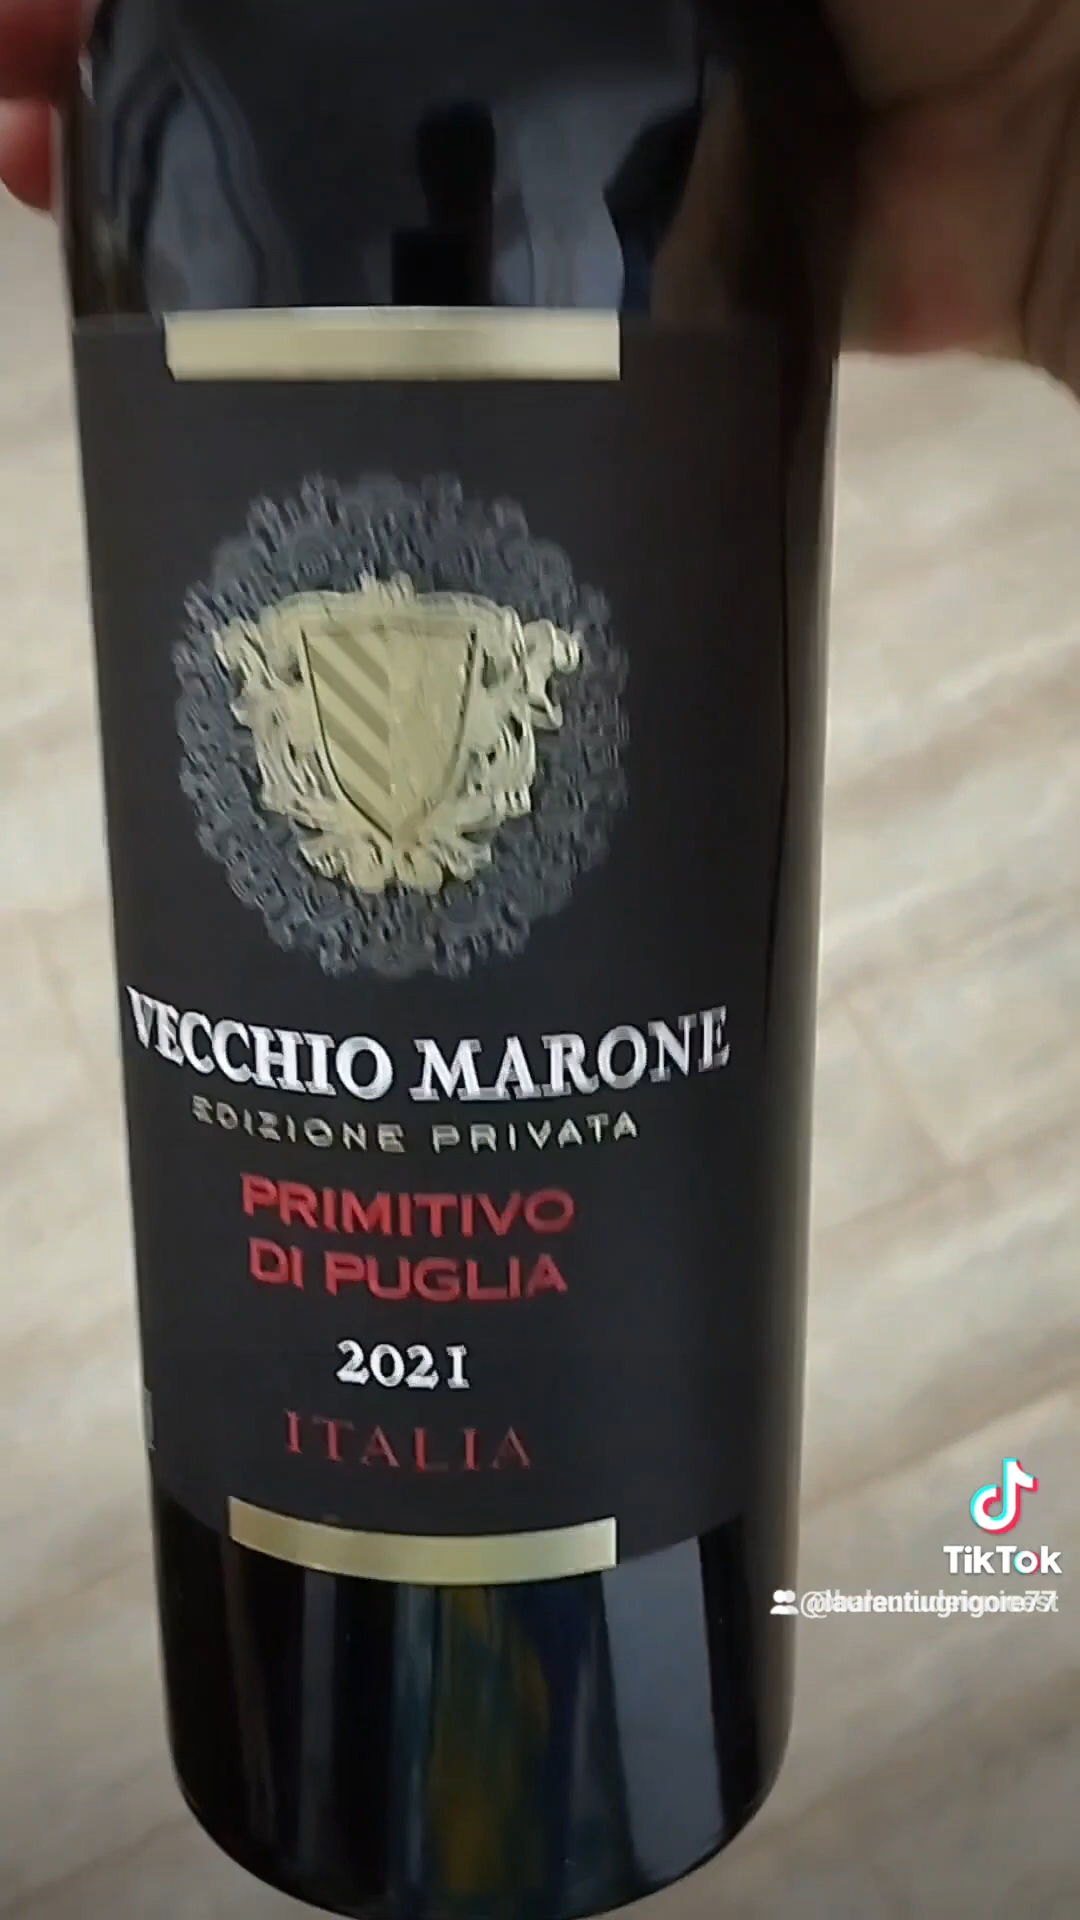 VECCHIO MARONE
EDIZIONE PRIVATA
PRIMITIVO
DI PUGLIA
2021
ITALIA
TikTok